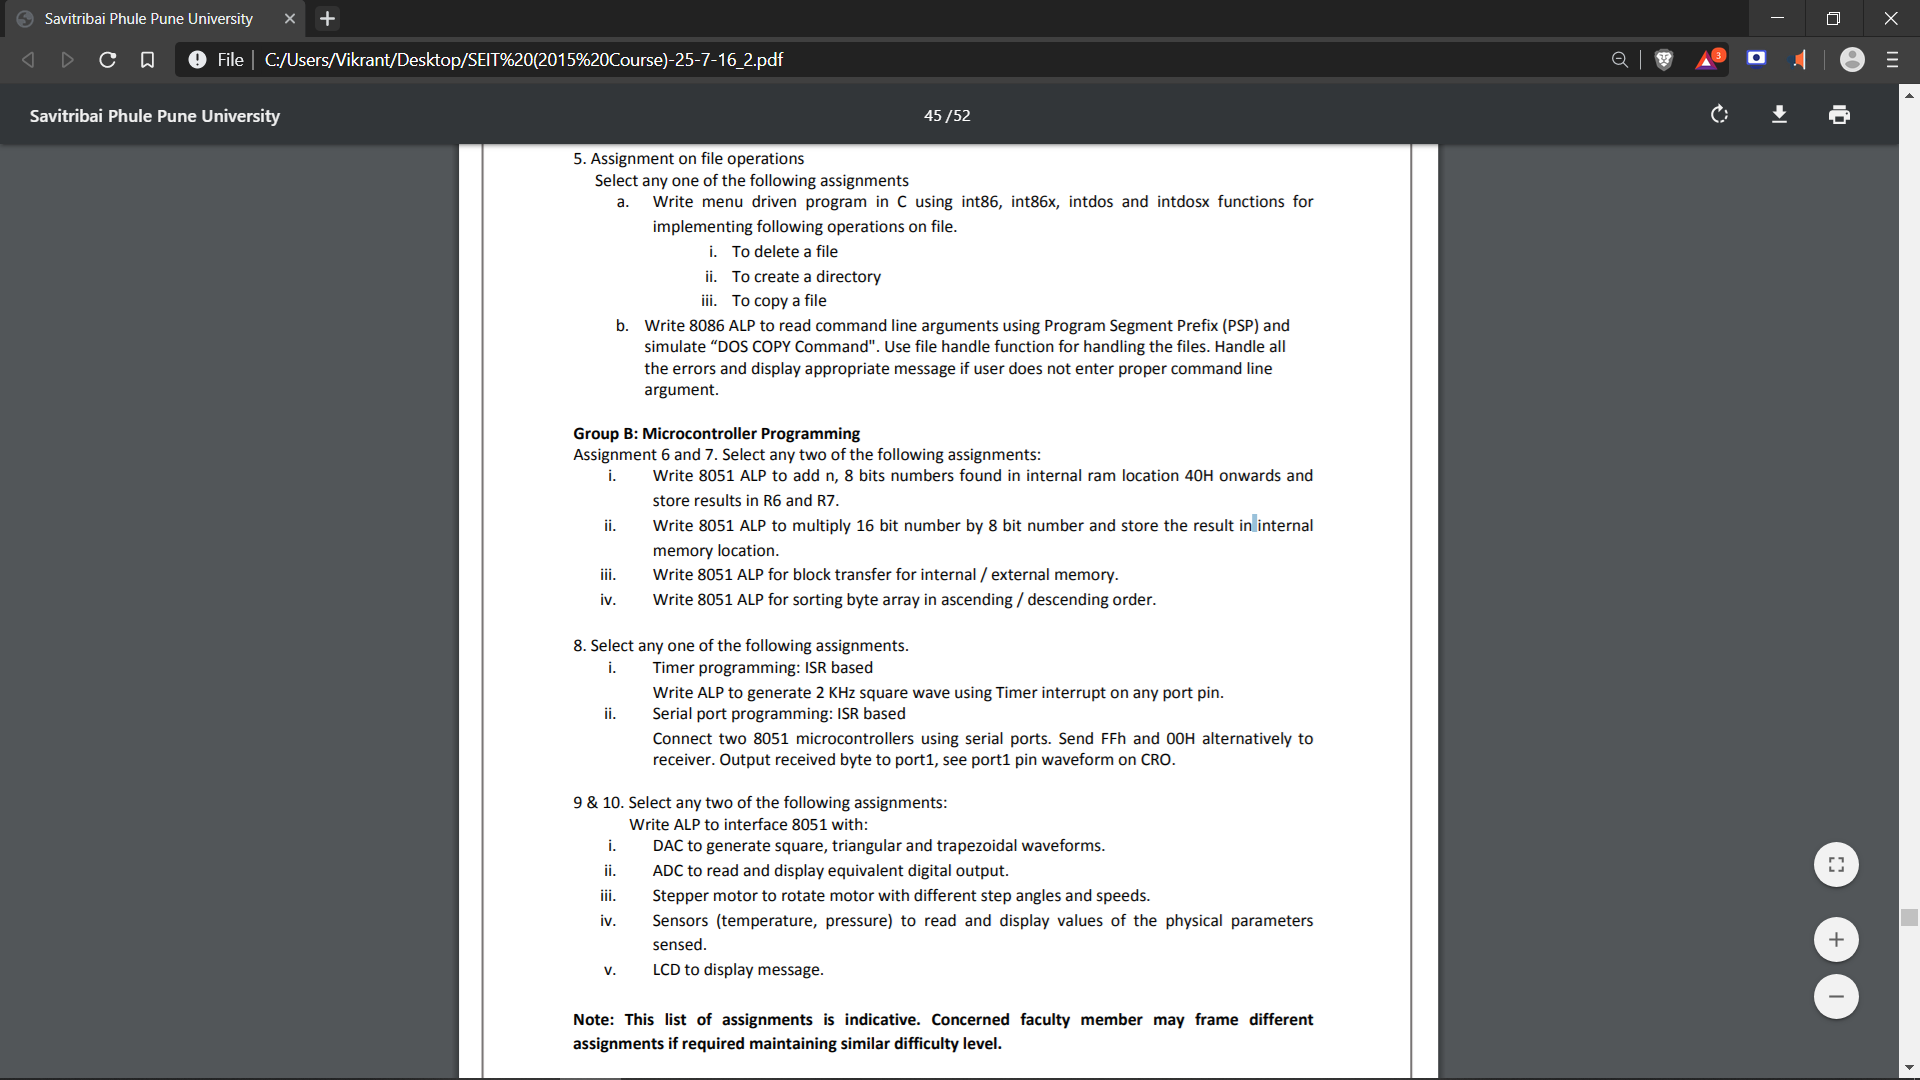 Savitribai Phule Pune University
File
C:/Users/Vikrant/Desktop/SEIT%20(2015%20Course)-25-7-16_2.pdf
3
Savitribai Phule Pune University
45 / 52
5. Assignment on file operations
Select any one of the following assignments
a. Write menu driven program in C using int86, int86x, intdos and intdosx functions for
implementing following operations on file.
i. To delete a file
ii. To create a directory
iii. To copy a file
b. Write 8086 ALP to read command line arguments using Program Segment Prefix (PSP) and
simulate “DOS COPY Command". Use file handle function for handling the files. Handle all
the errors and display appropriate message if user does not enter proper command line
argument.
Group B: Microcontroller Programming
Assignment 6 and 7. Select any two of the following assignments:
i. Write 8051 ALP to add n, 8 bits numbers found in internal ram location 40H onwards and
store results in R6 and R7.
ii. Write 8051 ALP to multiply 16 bit number by 8 bit number and store the result in internal
memory location.
iii. Write 8051 ALP for block transfer for internal / external memory.
iv. Write 8051 ALP for sorting byte array in ascending / descending order.
8. Select any one of the following assignments.
i. Timer programming: ISR based
Write ALP to generate 2 KHz square wave using Timer interrupt on any port pin.
ii. Serial port programming: ISR based
Connect two 8051 microcontrollers using serial ports. Send FFh and 00H alternatively to
receiver. Output received byte to port1, see port1 pin waveform on CRO.
9 & 10. Select any two of the following assignments:
Write ALP to interface 8051 with:
i. DAC to generate square, triangular and trapezoidal waveforms.
ii. ADC to read and display equivalent digital output.
iii. Stepper motor to rotate motor with different step angles and speeds.
iv. Sensors (temperature, pressure) to read and display values of the physical parameters
sensed.
v. LCD to display message.
Note: This list of assignments is indicative. Concerned faculty member may frame different
assignments if required maintaining similar difficulty level.